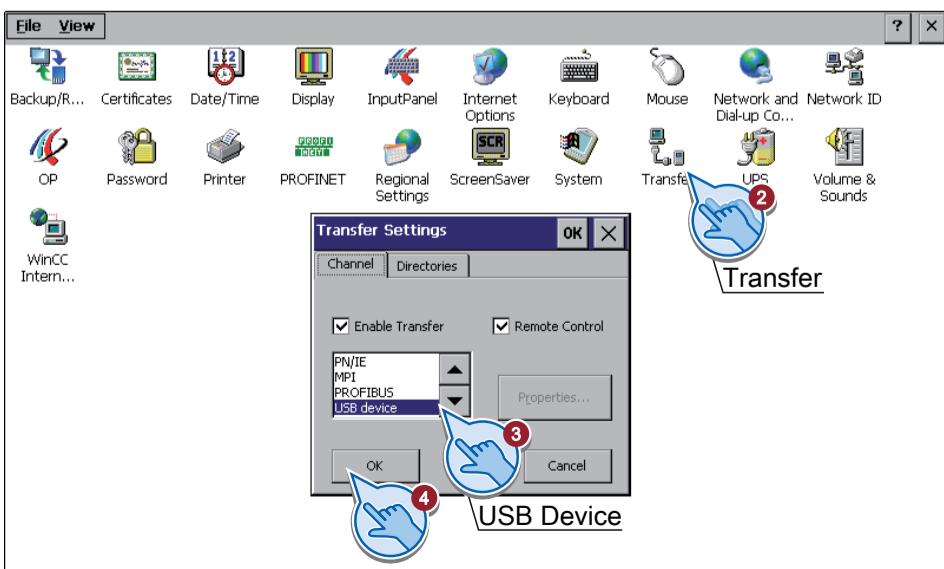 File View ? ×
Backup/R... Certificates Date/Time Display InputPanel Internet Options Keyboard Mouse Network and Dial-up Co... Network ID
PROFI NET SCR
OP Password Printer PROFINET Regional Settings ScreenSaver System Transfer UPS Volume & Sounds
2
WinCC Intern...
Transfer
Transfer Settings OK ×
Channel Directories
Enable Transfer Remote Control
PN/IE
MPI
PROFIBUS
USB device
Properties...
3
OK Cancel
4
USB Device